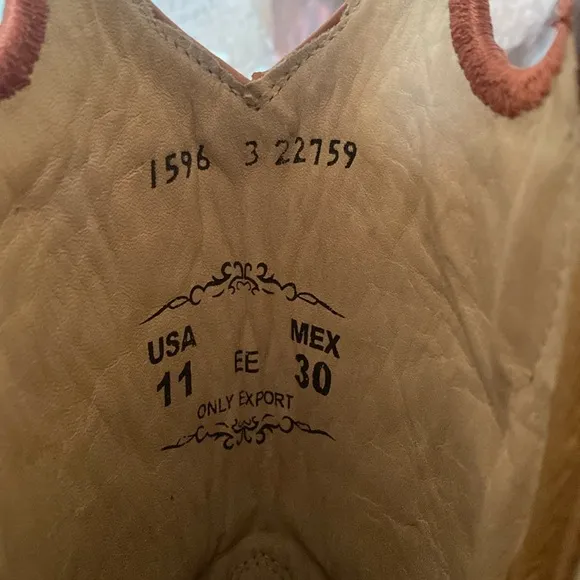 1596 3 22759
USA EE MEX
11 30
ONLY EXPORT